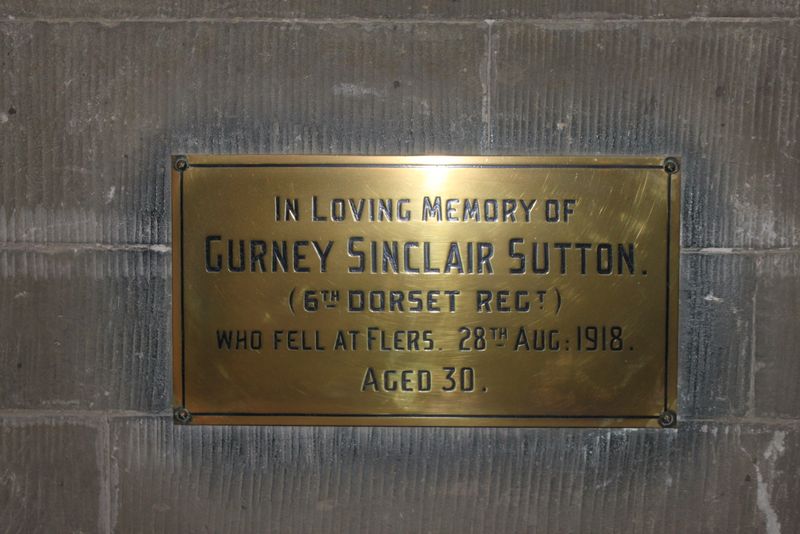 IN LOVING MEMORY OF
GURNEY SINCLAIR SUTTON.
(6TH DORSET REGT)
WHO FELL AT FLERS. 28TH AUG: 1918.
AGED 30.